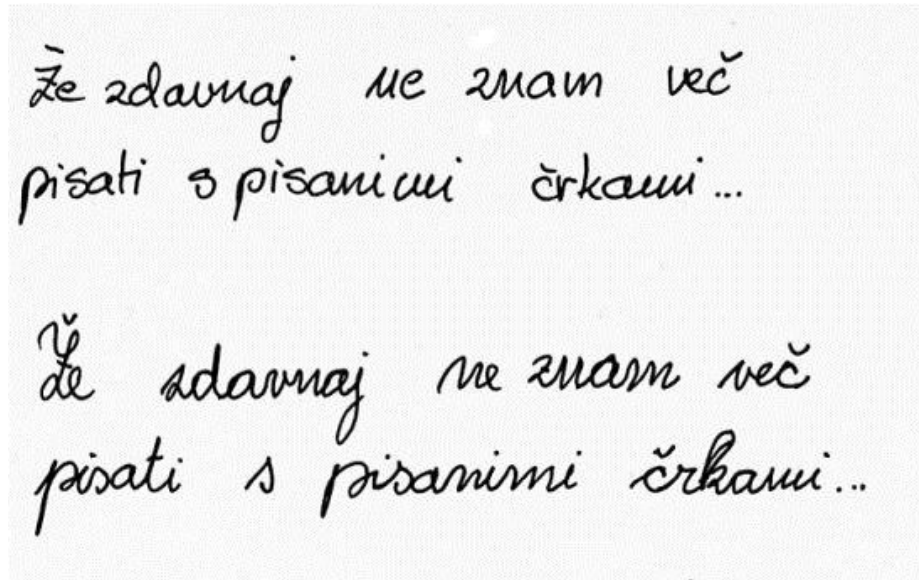 Že zdavnaj ne znam več
pisati s pisanimi črkami...
Že zdavnaj ne znam več
pisati s pisanimi črkami...